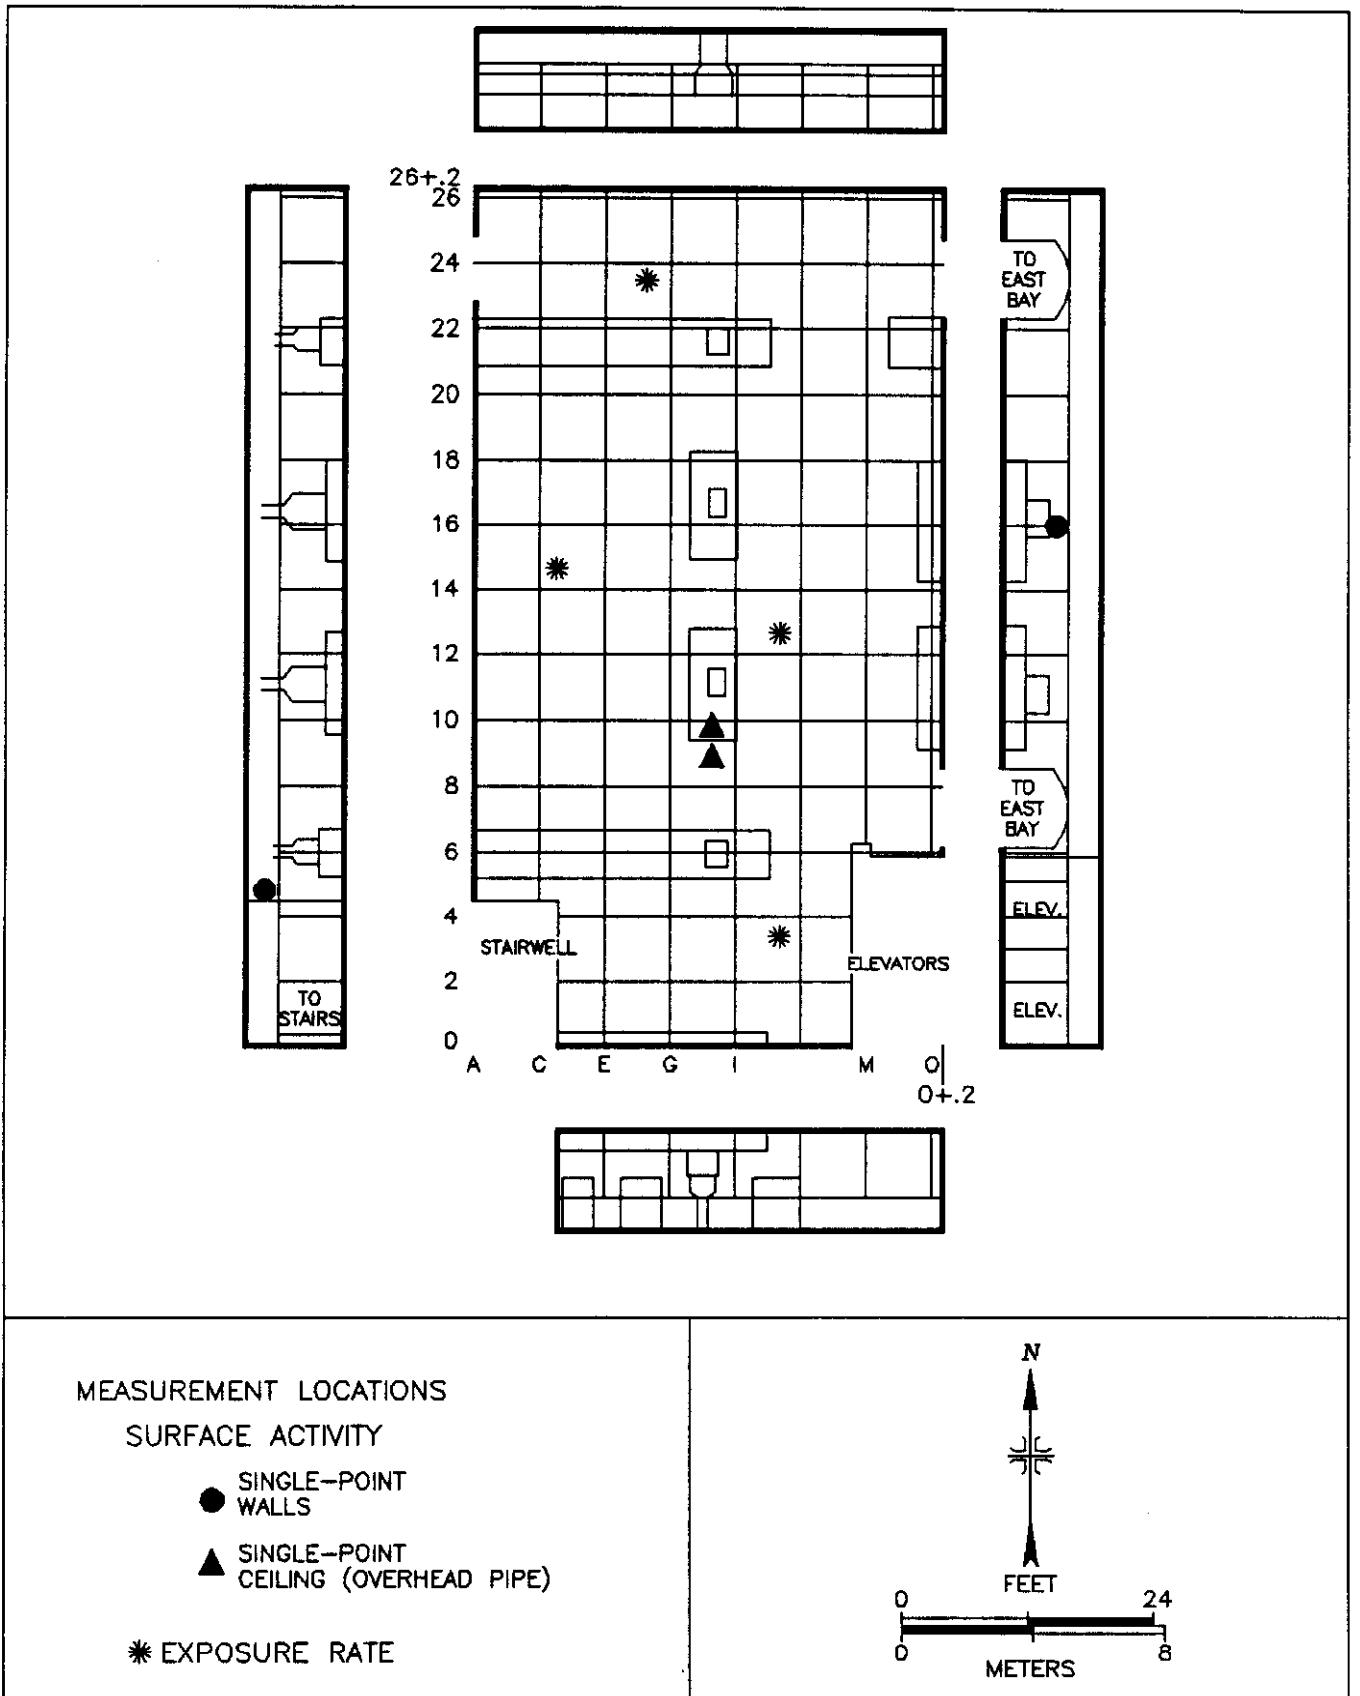 26+.2
26
24
22
20
18
16
14
12
10
8
6
4
2
0
A C E G I M O
0+.2
TO
EAST
BAY
TO
EAST
BAY
ELEV.
ELEV.
STAIRWELL
ELEVATORS
TO
STAIRS
MEASUREMENT LOCATIONS
SURFACE ACTIVITY
SINGLE-POINT
WALLS
SINGLE-POINT
CEILING (OVERHEAD PIPE)
EXPOSURE RATE
N
FEET
0 24
0 8
METERS